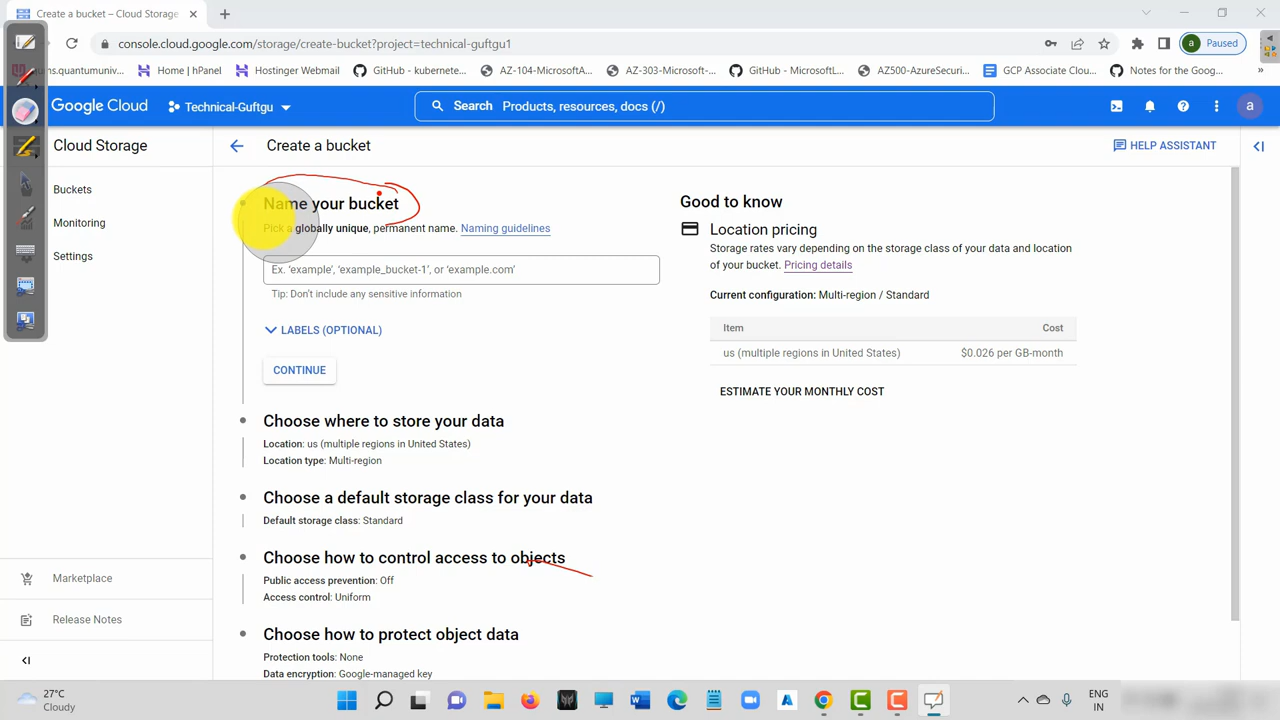 Create a bucket – Cloud Storage
console.cloud.google.com/storage/create-bucket?project=technical-guftgu1
Paused
ums.quantumuniv...
Home | hPanel
Hostinger Webmail
GitHub - kubernete...
AZ-104-MicrosoftA...
AZ-303-Microsoft-...
GitHub - MicrosoftL...
AZ500-AzureSecuri...
GCP Associate Clou...
Notes for the Goog...
Google Cloud
Technical-Guftgu
Search Products, resources, docs (/)
a
Cloud Storage
Create a bucket
HELP ASSISTANT
Buckets
Monitoring
Settings
Marketplace
Release Notes
Name your bucket
Pick a globally unique, permanent name. Naming guidelines
Ex. 'example', 'example_bucket-1', or 'example.com'
Tip: Don't include any sensitive information
LABELS (OPTIONAL)
CONTINUE
Choose where to store your data
Location: us (multiple regions in United States)
Location type: Multi-region
Choose a default storage class for your data
Default storage class: Standard
Choose how to control access to objects
Public access prevention: Off
Access control: Uniform
Choose how to protect object data
Protection tools: None
Data encryption: Google-managed key
Good to know
Location pricing
Storage rates vary depending on the storage class of your data and location
of your bucket. Pricing details
Current configuration: Multi-region / Standard
Item Cost
us (multiple regions in United States) $0.026 per GB-month
ESTIMATE YOUR MONTHLY COST
27°C
Cloudy
ENG
IN